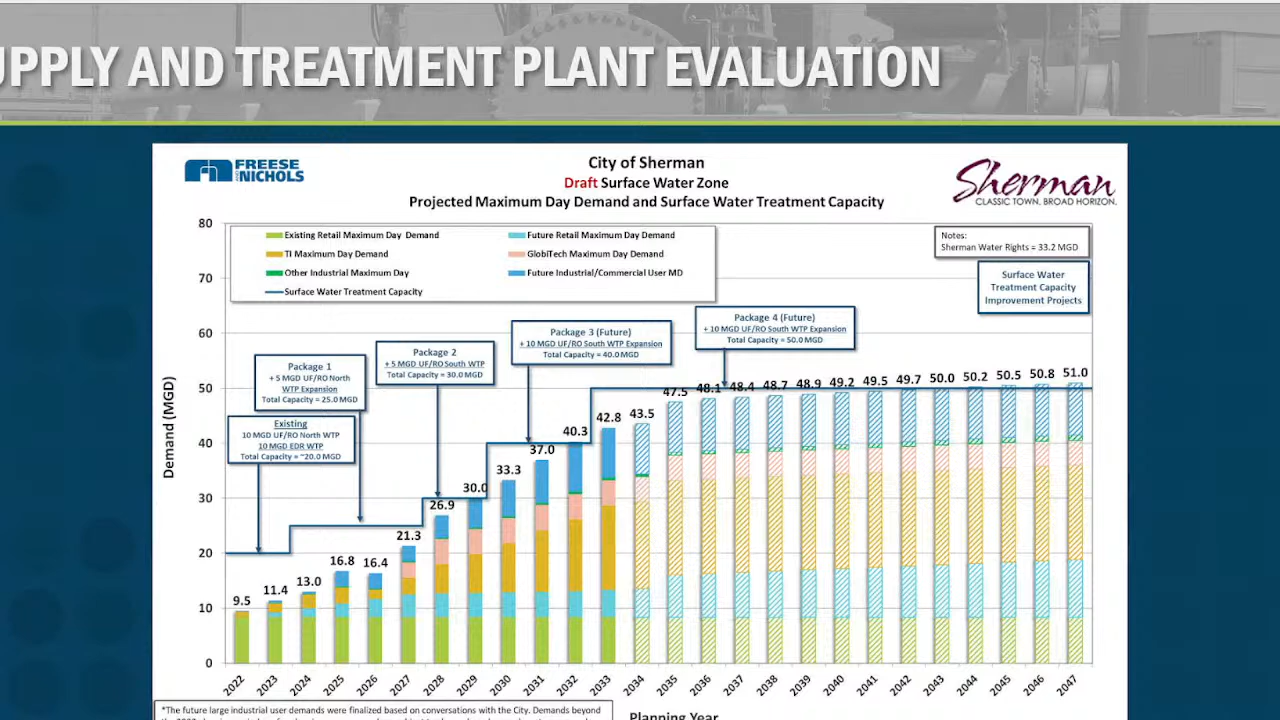 UPPLY AND TREATMENT PLANT EVALUATION
FREESE AND NICHOLS
City of Sherman
Draft Surface Water Zone
Projected Maximum Day Demand and Surface Water Treatment Capacity
Sherman
CLASSIC TOWN. BROAD HORIZON.
Existing Retail Maximum Day Demand
Future Retail Maximum Day Demand
TI Maximum Day Demand
GlobiTech Maximum Day Demand
Other Industrial Maximum Day
Future Industrial/Commercial User MD
Surface Water Treatment Capacity
Notes:
Sherman Water Rights = 33.2 MGD
Surface Water
Treatment Capacity
Improvement Projects
Existing
10 MGD UF/RO North WTP
10 MGD EDR WTP
Total Capacity = ~20.0 MGD
Package 1
+ 5 MGD UF/RO North
WTP Expansion
Total Capacity = 25.0 MGD
Package 2
+ 5 MGD UF/RO South WTP
Total Capacity = 30.0 MGD
Package 3 (Future)
+ 10 MGD UF/RO South WTP Expansion
Total Capacity = 40.0 MGD
Package 4 (Future)
+ 10 MGD UF/RO South WTP Expansion
Total Capacity = 50.0 MGD
Demand (MGD)
80
70
60
50
40
30
20
10
0
9.5 11.4 13.0 16.8 16.4 21.3 26.9 30.0 33.3 37.0 40.3 42.8 43.5 47.5 48.1 48.4 48.7 48.9 49.2 49.5 49.7 50.0 50.2 50.5 50.8 51.0
2022 2023 2024 2025 2026 2027 2028 2029 2030 2031 2032 2033 2034 2035 2036 2037 2038 2039 2040 2041 2042 2043 2044 2045 2046 2047
*The future large industrial user demands were finalized based on conversations with the City. Demands beyond
Planning Year